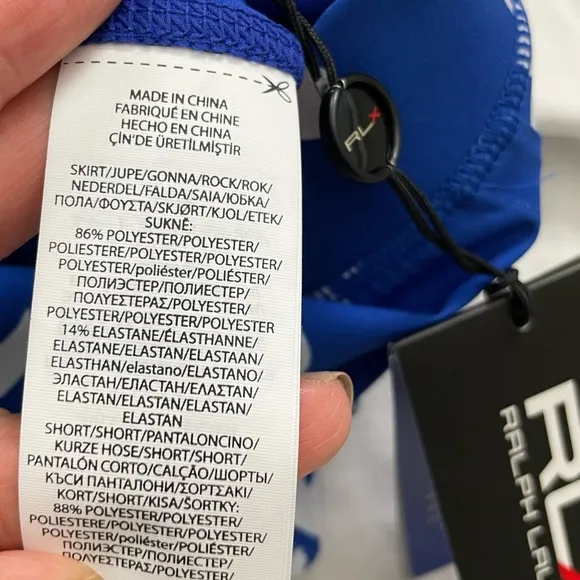 MADE IN CHINA
FABRIQUÉ EN CHINE
HECHO EN CHINA
ÇİN'DE ÜRETİLMİŞTİR
SKIRT/JUPE/GONNA/ROCK/ROK/
NEDERDEL/FALDA/SAIA/ЮБКА/
ПОЛА/ΦΟΥΣΤΑ/SKJØRT/KJOL/ETEK/
SUKNĚ:
86% POLYESTER/POLYESTER/
POLIESTERE/POLYESTER/POLYESTER/
POLYESTER/poliéster/POLIÉSTER/
ПОЛИЭСТЕР/ПОЛИЕСТЕР/
ΠΟΛΥΕΣΤΕΡΑΣ/POLYESTER/
POLYESTER/POLYESTER/POLYESTER
14% ELASTANE/ÉLASTHANNE/
ELASTANE/ELASTAN/ELASTAAN/
ELASTHAN/elastano/ELASTANO/
ЭЛАСТАН/ЕЛАСТАН/ΕΛΑΣΤΑΝ/
ELASTAN/ELASTAN/ELASTAN/
ELASTAN
SHORT/SHORT/PANTALONCINO/
KURZE HOSE/SHORT/SHORT/
PANTALÓN CORTO/CALÇÃO/ШОРТЫ/
КЪСИ ПАНТАЛОНИ/ΣΟΡΤΣΑΚΙ/
KORT/SHORT/KISA/ŠORTKY:
88% POLYESTER/POLYESTER/
POLIESTERE/POLYESTER/POLYESTER/
POLYESTER/poliéster/POLIÉSTER/
ПОЛИЭСТЕР/ПОЛИЕСТЕР/
POLYESTER/
RLX
RLX
RALPH LAU